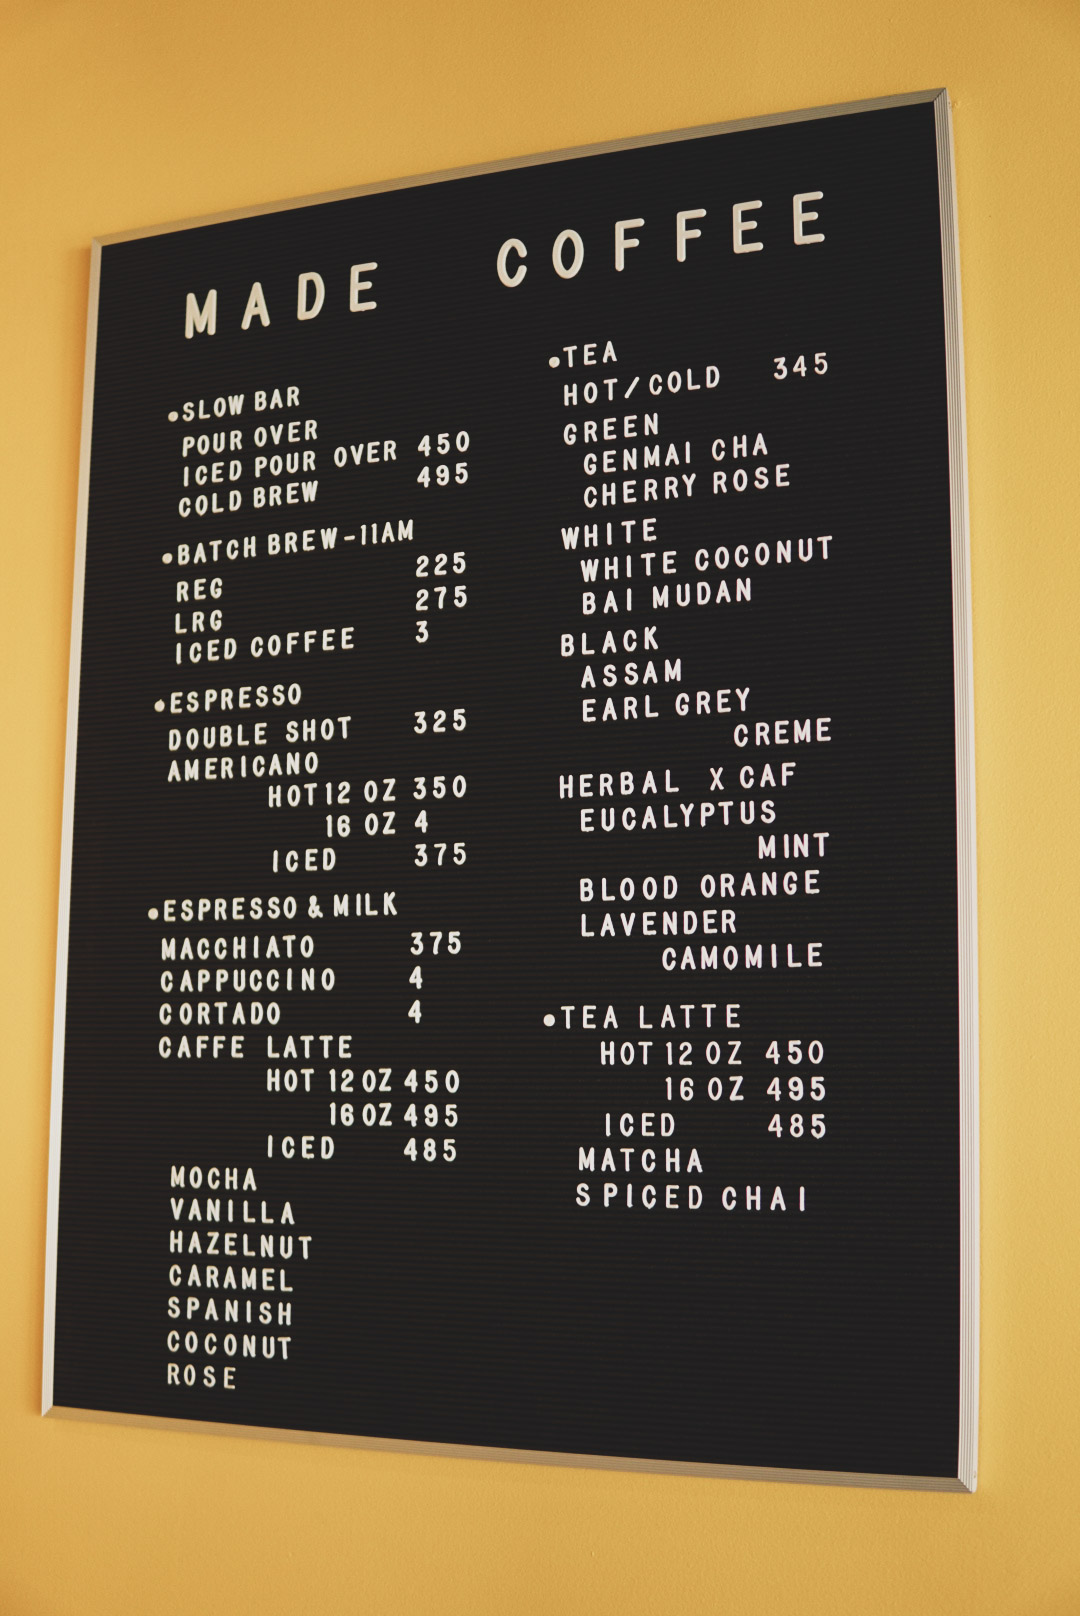 MADE COFFEE
•SLOW BAR
POUR OVER
ICED POUR OVER 450
COLD BREW 495
•BATCH BREW-11AM
REG 225
LRG 275
ICED COFFEE 3
•ESPRESSO
DOUBLE SHOT 325
AMERICANO
HOT 12 OZ 350
16 OZ 4
ICED 375
•ESPRESSO & MILK
MACCHIATO 375
CAPPUCCINO 4
CORTADO 4
CAFFE LATTE
HOT 12 OZ 450
16 OZ 495
ICED 485
MOCHA
VANILLA
HAZELNUT
CARAMEL
SPANISH
COCONUT
ROSE
•TEA
HOT/COLD 345
GREEN
GENMAI CHA
CHERRY ROSE
WHITE
WHITE COCONUT
BAI MUDAN
BLACK
ASSAM
EARL GREY
CREME
HERBAL X CAF
EUCALYPTUS
MINT
BLOOD ORANGE
LAVENDER
CAMOMILE
•TEA LATTE
HOT 12 OZ 450
16 OZ 495
ICED 485
MATCHA
SPICED CHAI